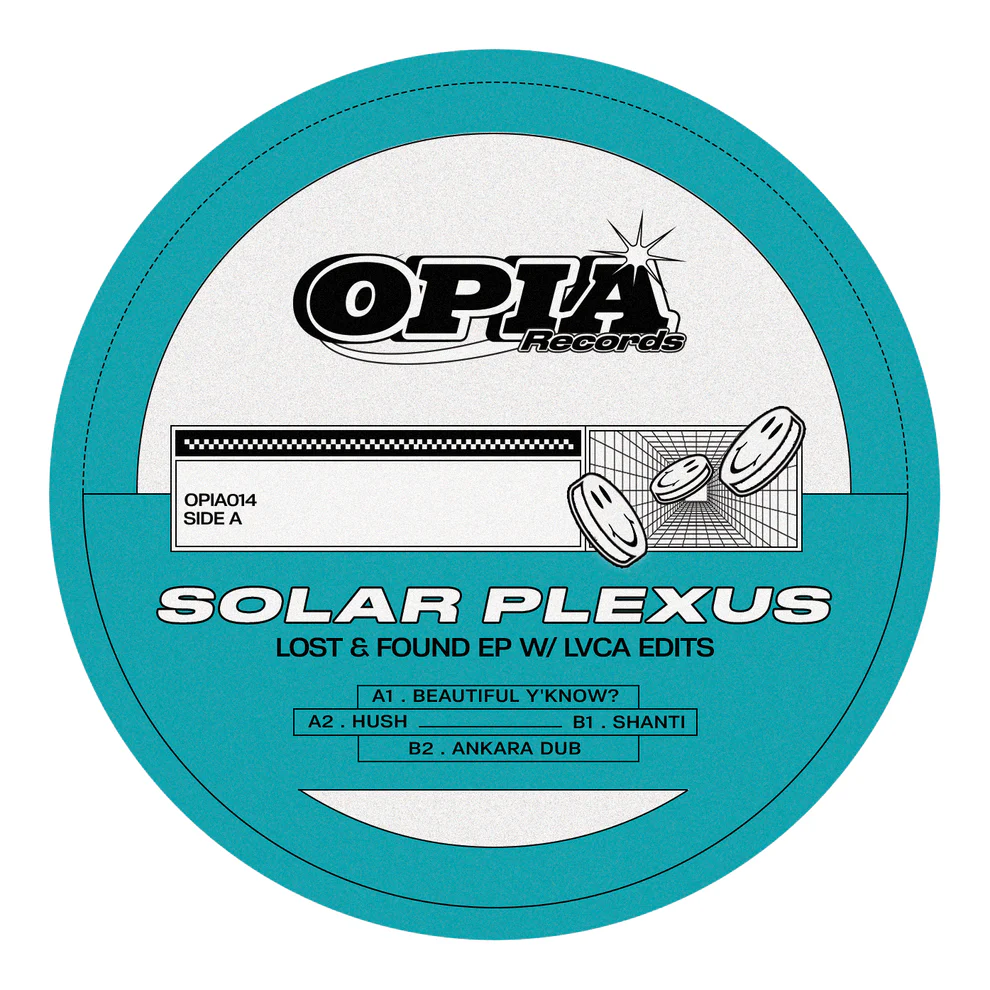 OPIA
Records
OPIA014
SIDE A
SOLAR PLEXUS
LOST & FOUND EP W/ LVCA EDITS
A1 . BEAUTIFUL Y'KNOW?
A2 . HUSH B1 . SHANTI
B2 . ANKARA DUB